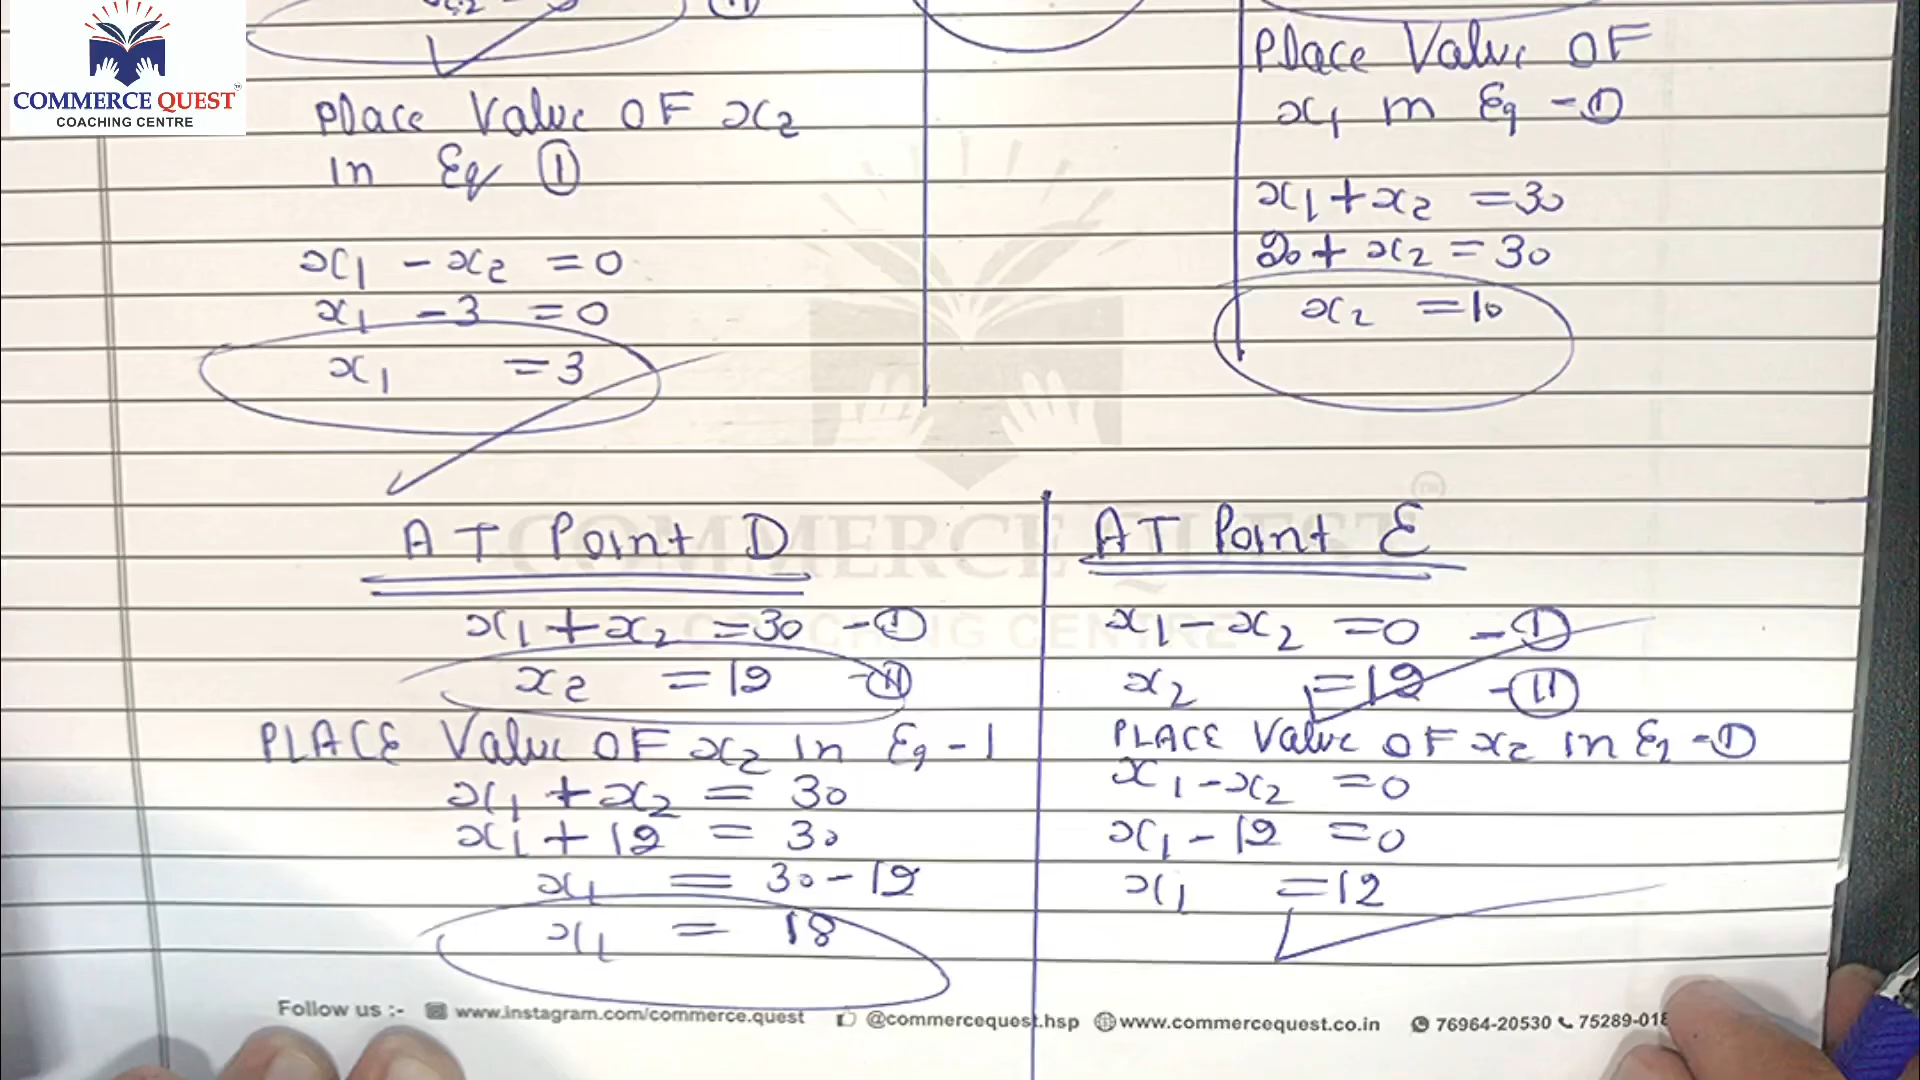 COMMERCE QUEST
COACHING CENTRE
Place Value OF x2
in Eq ①
x1 - x2 = 0
x1 - 3 = 0
x1 = 3
Place Value OF
x1 in Eq - ①
x1 + x2 = 30
20 + x2 = 30
x2 = 10
AT Point D
x1 + x2 = 30 - ①
x2 = 12 - ⑪
PLACE Value OF x2 in Eq - 1
x1 + x2 = 30
x1 + 12 = 30
x1 = 30 - 12
x1 = 18
AT Point E
x1 - x2 = 0 - ①
x2 = 12 - ⑪
PLACE Value OF x2 in Eq - ①
x1 - x2 = 0
x1 - 12 = 0
x1 = 12
COMMERCE QUEST
COACHING CENTRE
Follow us :- www.instagram.com/commerce.quest @commercequest.hsp www.commercequest.co.in 76964-20530 75289-018